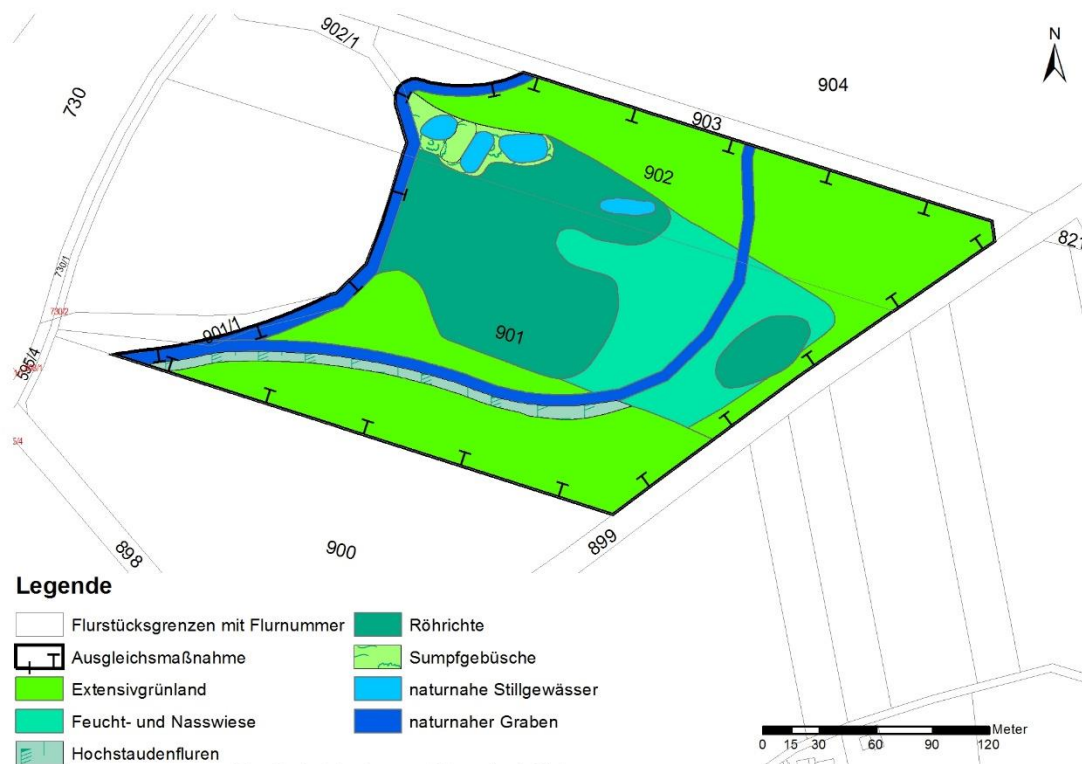 902/1
N
904
730
903
902
821
730/1
730/2
901/1
901
595/4
899
898
900
Legende
Flurstücksgrenzen mit Flurnummer
Ausgleichsmaßnahme
Extensivgrünland
Feucht- und Nasswiese
Hochstaudenfluren
Röhrichte
Sumpfgebüsche
naturnahe Stillgewässer
naturnaher Graben
Meter
0 15 30 60 90 120